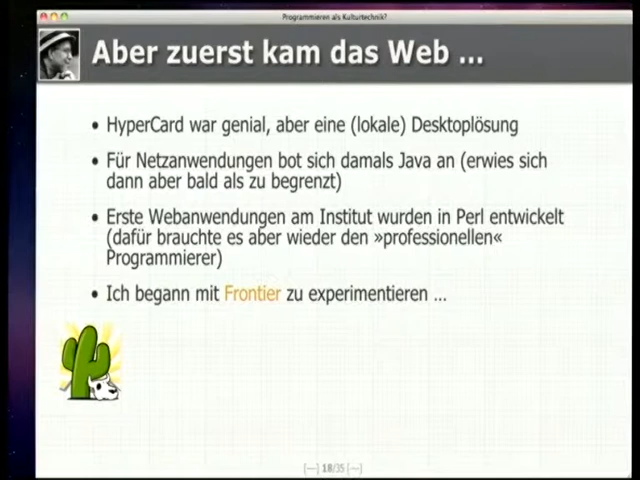 Programmieren als Kulturtechnik?
Aber zuerst kam das Web ...
• HyperCard war genial, aber eine (lokale) Desktoplösung
• Für Netzanwendungen bot sich damals Java an (erwies sich
dann aber bald als zu begrenzt)
• Erste Webanwendungen am Institut wurden in Perl entwickelt
(dafür brauchte es aber wieder den »professionellen«
Programmierer)
• Ich begann mit Frontier zu experimentieren ...
[—] 18/35 [—]